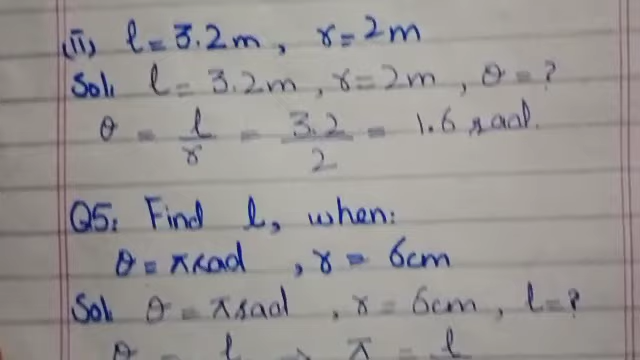 (ii) l = 3.2m, r = 2m
Sol. l = 3.2m, r = 2m, θ = ?
θ = l/r = 3.2/2 = 1.6 rad.
Q5: Find l, when:
θ = π rad, r = 6cm
Sol. θ = π rad, r = 6cm, l = ?
θ = l → π = l